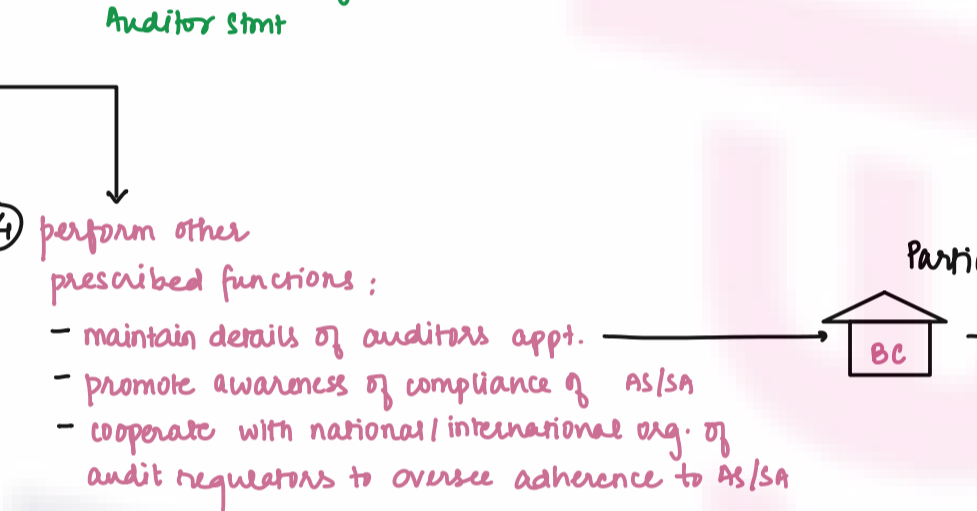 Auditor Stmt
④ perform other
prescribed functions :
- maintain details of auditors appt.
Parti
BC
- promote awareness of compliance of AS/SA
- cooperate with national/international org. of
audit regulators to oversee adherence to AS/SA